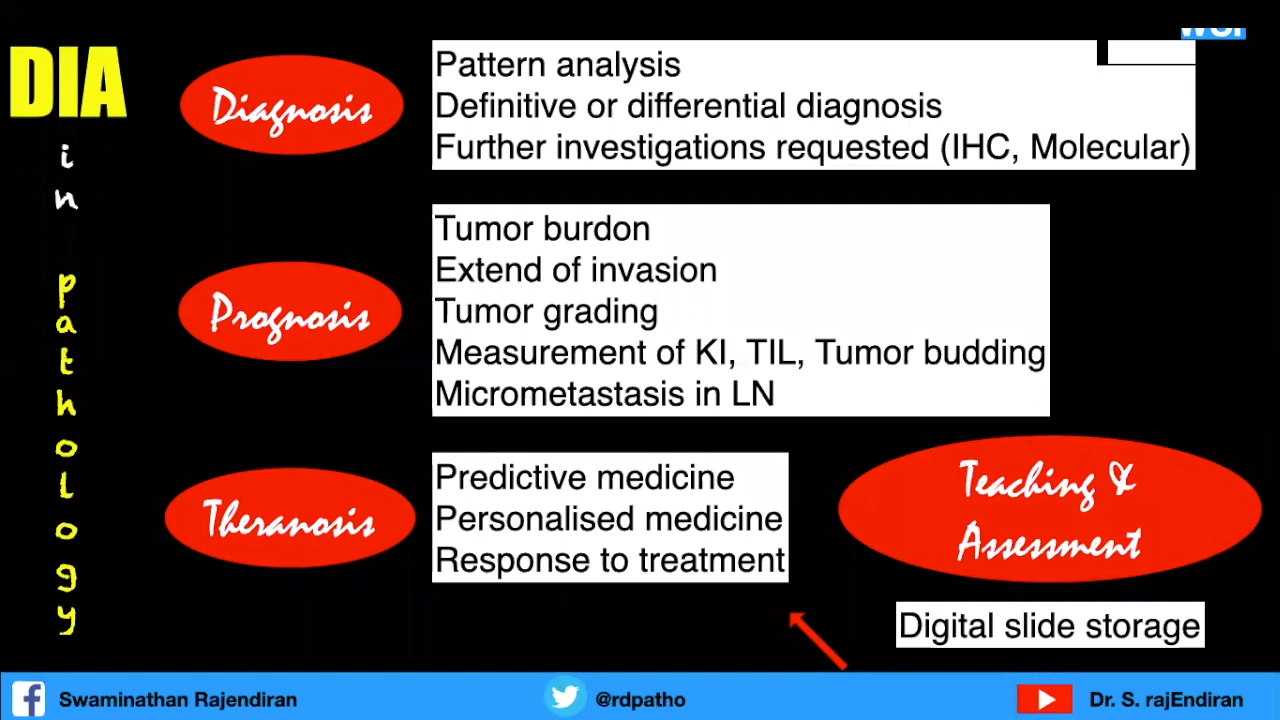 DIA
in pathology
WSI
Diagnosis
Pattern analysis
Definitive or differential diagnosis
Further investigations requested (IHC, Molecular)
Prognosis
Tumor burdon
Extend of invasion
Tumor grading
Measurement of KI, TIL, Tumor budding
Micrometastasis in LN
Theranosis
Predictive medicine
Personalised medicine
Response to treatment
Teaching &
Assessment
Digital slide storage
Swaminathan Rajendiran
@rdpatho
Dr. S. rajEndiran